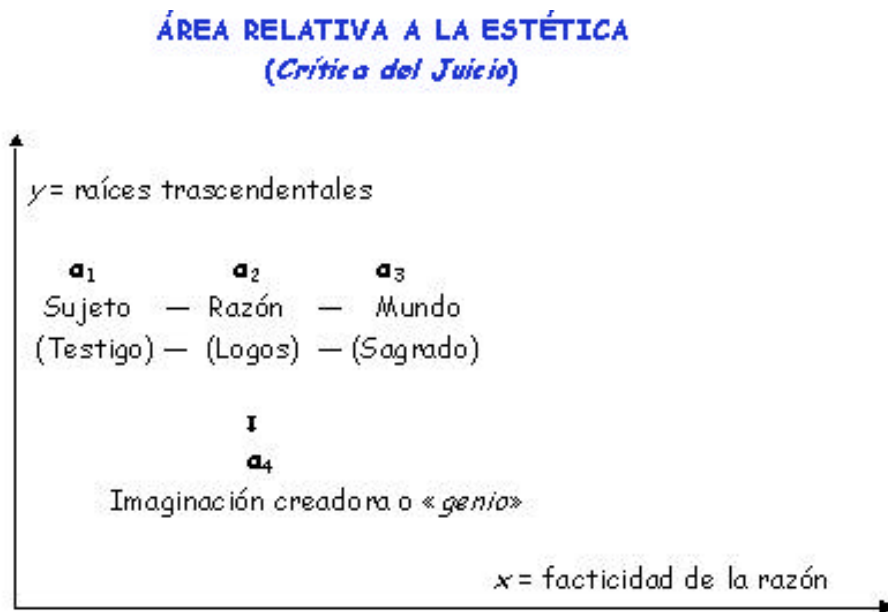 ÁREA RELATIVA A LA ESTÉTICA
(Crítica del Juicio)
y = raíces trascendentales
a₁ a₂ a₃
Sujeto — Razón — Mundo
(Testigo) — (Logos) — (Sagrado)
I
a₄
Imaginación creadora o «genio»
x = facticidad de la razón